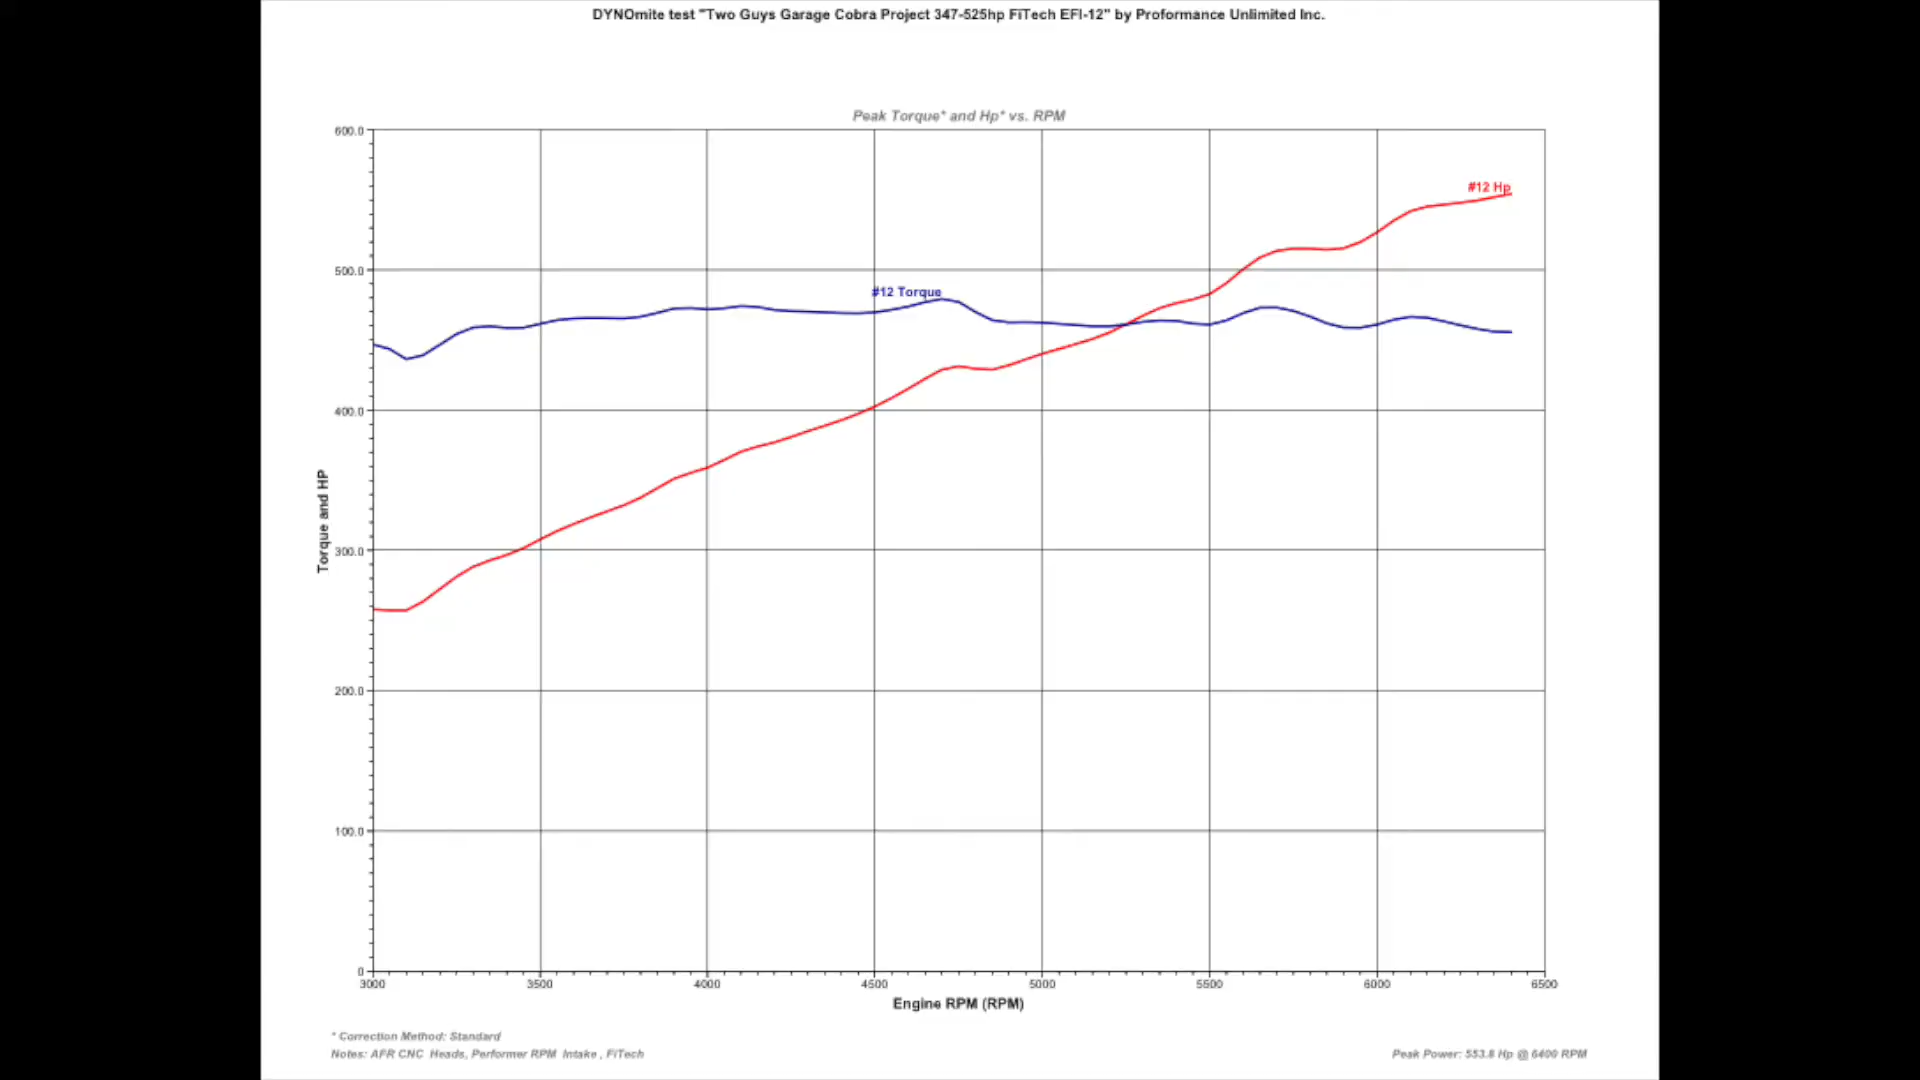 DYNOmite test "Two Guys Garage Cobra Project 347-525hp FiTech EFI-12" by Proformance Unlimited Inc.
Peak Torque* and Hp* vs. RPM
600.0
#12 Hp
500.0
#12 Torque
400.0
Torque and HP
300.0
200.0
100.0
0
3000 3500 4000 4500 5000 5500 6000 6500
Engine RPM (RPM)
* Correction Method: Standard
Notes: AFR CNC Heads, Performer RPM Intake , FiTech
Peak Power: 553.8 Hp @ 6400 RPM